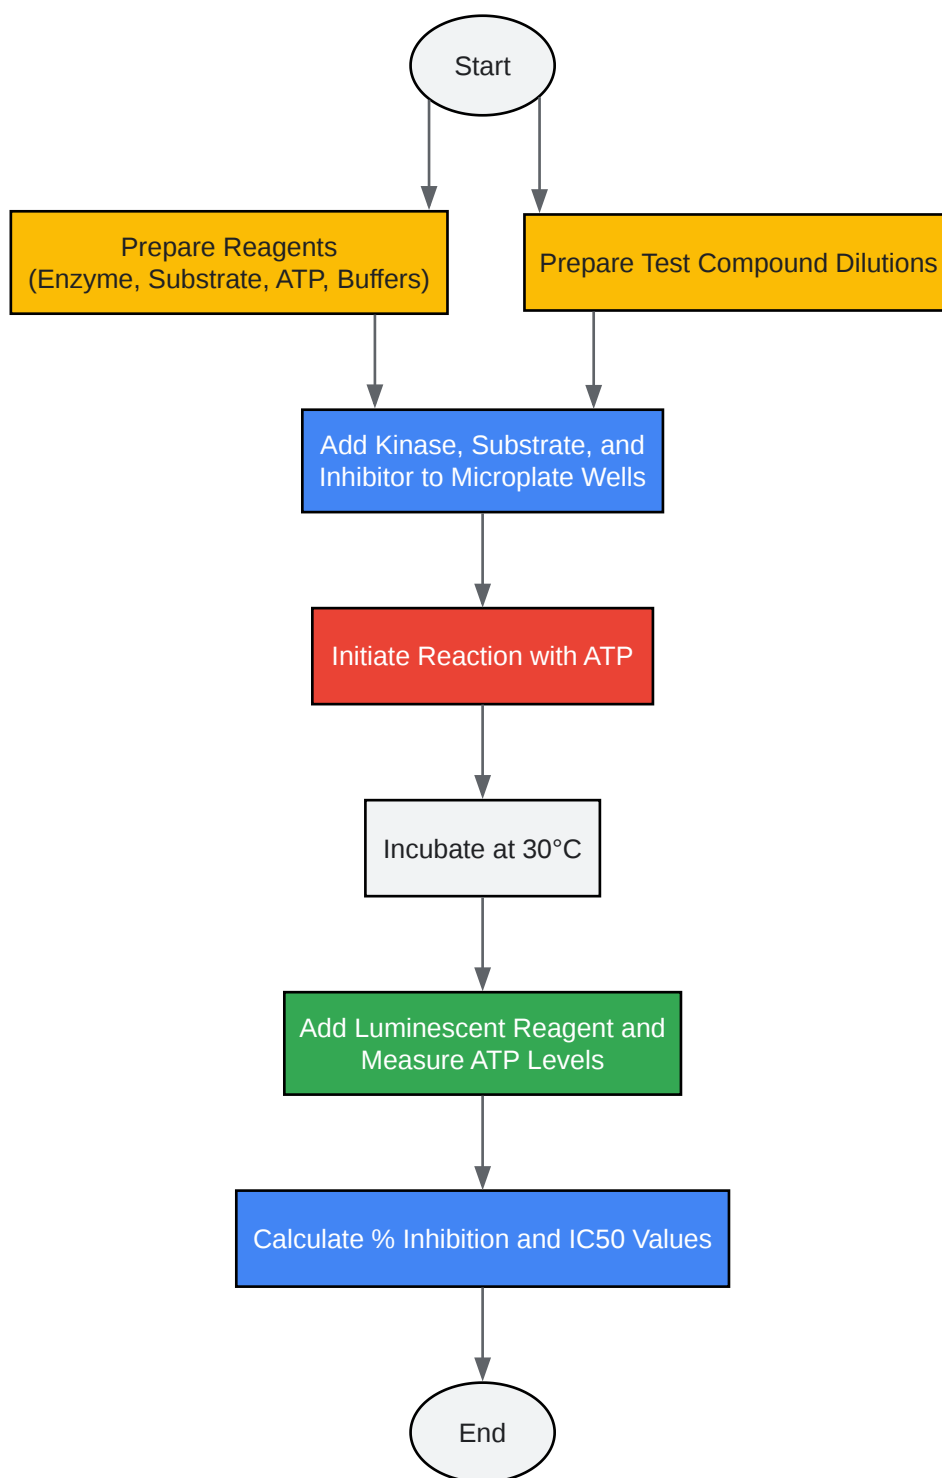 Start
Prepare Reagents
(Enzyme, Substrate, ATP, Buffers)
Prepare Test Compound Dilutions
Add Kinase, Substrate, and
Inhibitor to Microplate Wells
Initiate Reaction with ATP
Incubate at 30°C
Add Luminescent Reagent and
Measure ATP Levels
Calculate % Inhibition and IC50 Values
End